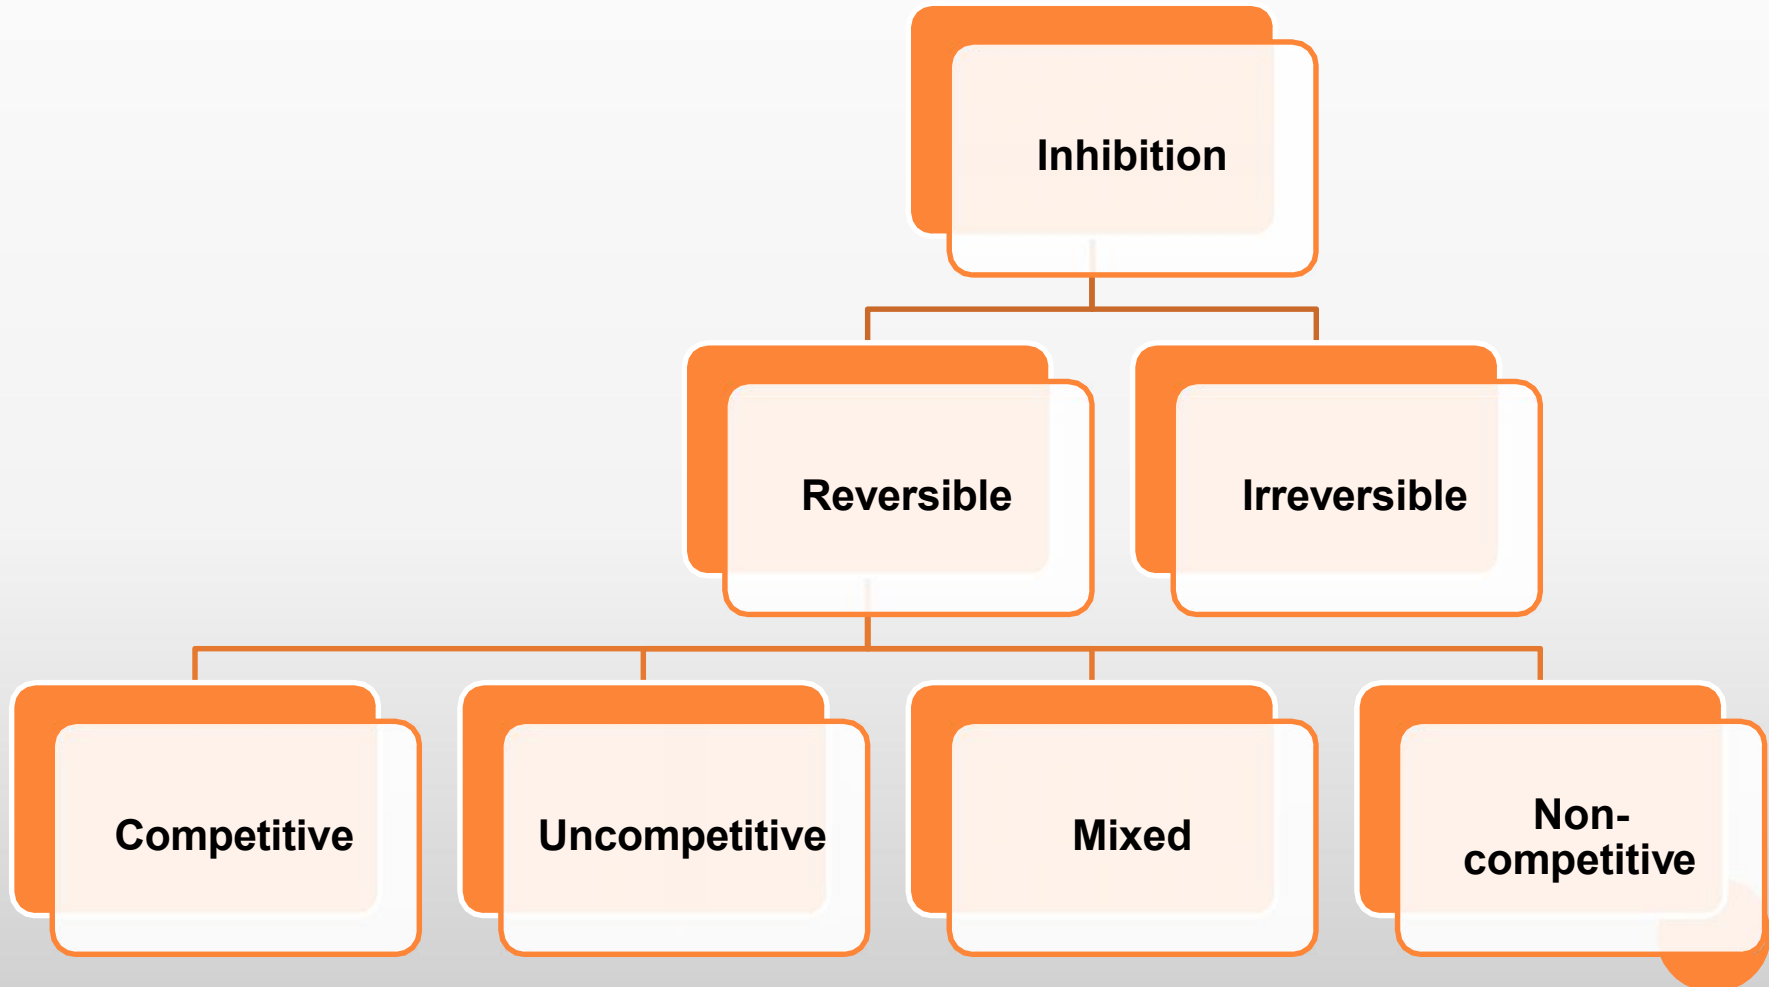 Inhibition
Reversible
Irreversible
Competitive
Uncompetitive
Mixed
Non-
competitive